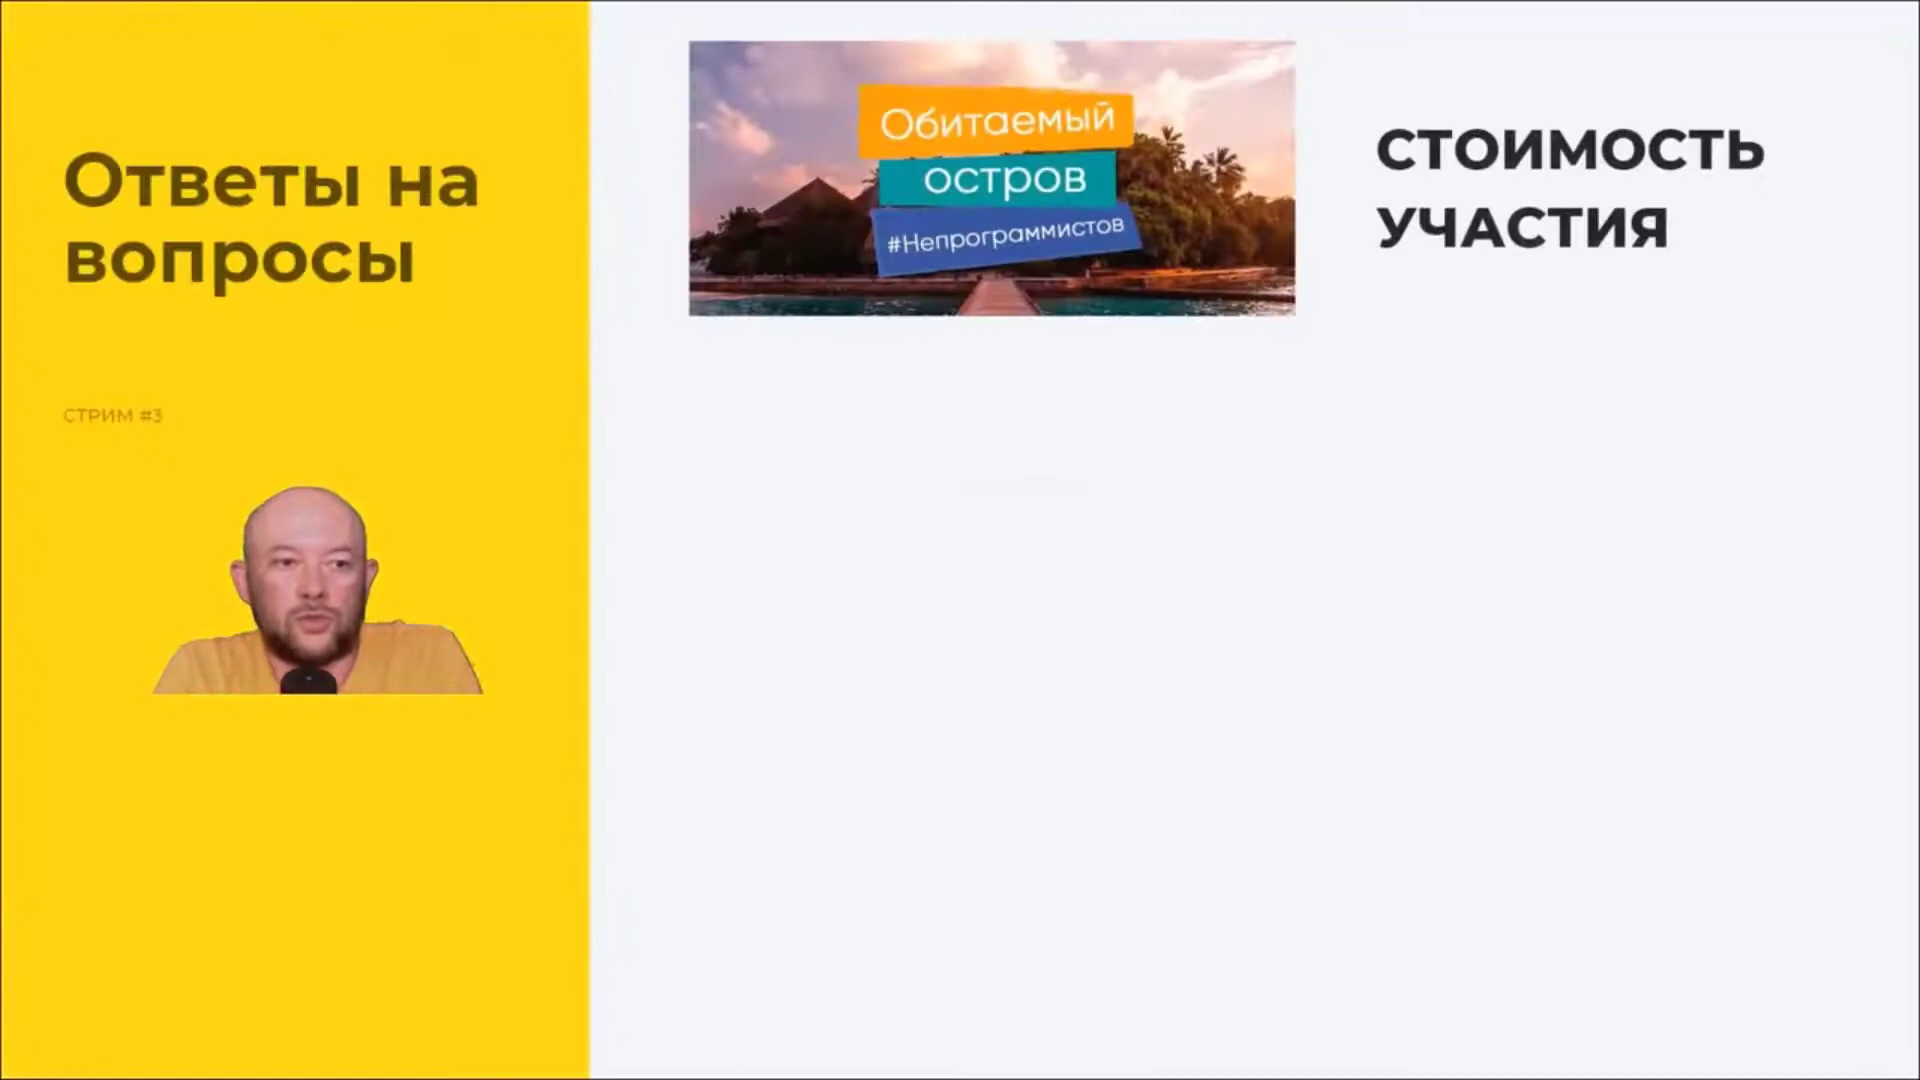 Ответы на
вопросы
СТРИМ #3
Обитаемый
остров
#Непрограммистов
СТОИМОСТЬ
УЧАСТИЯ